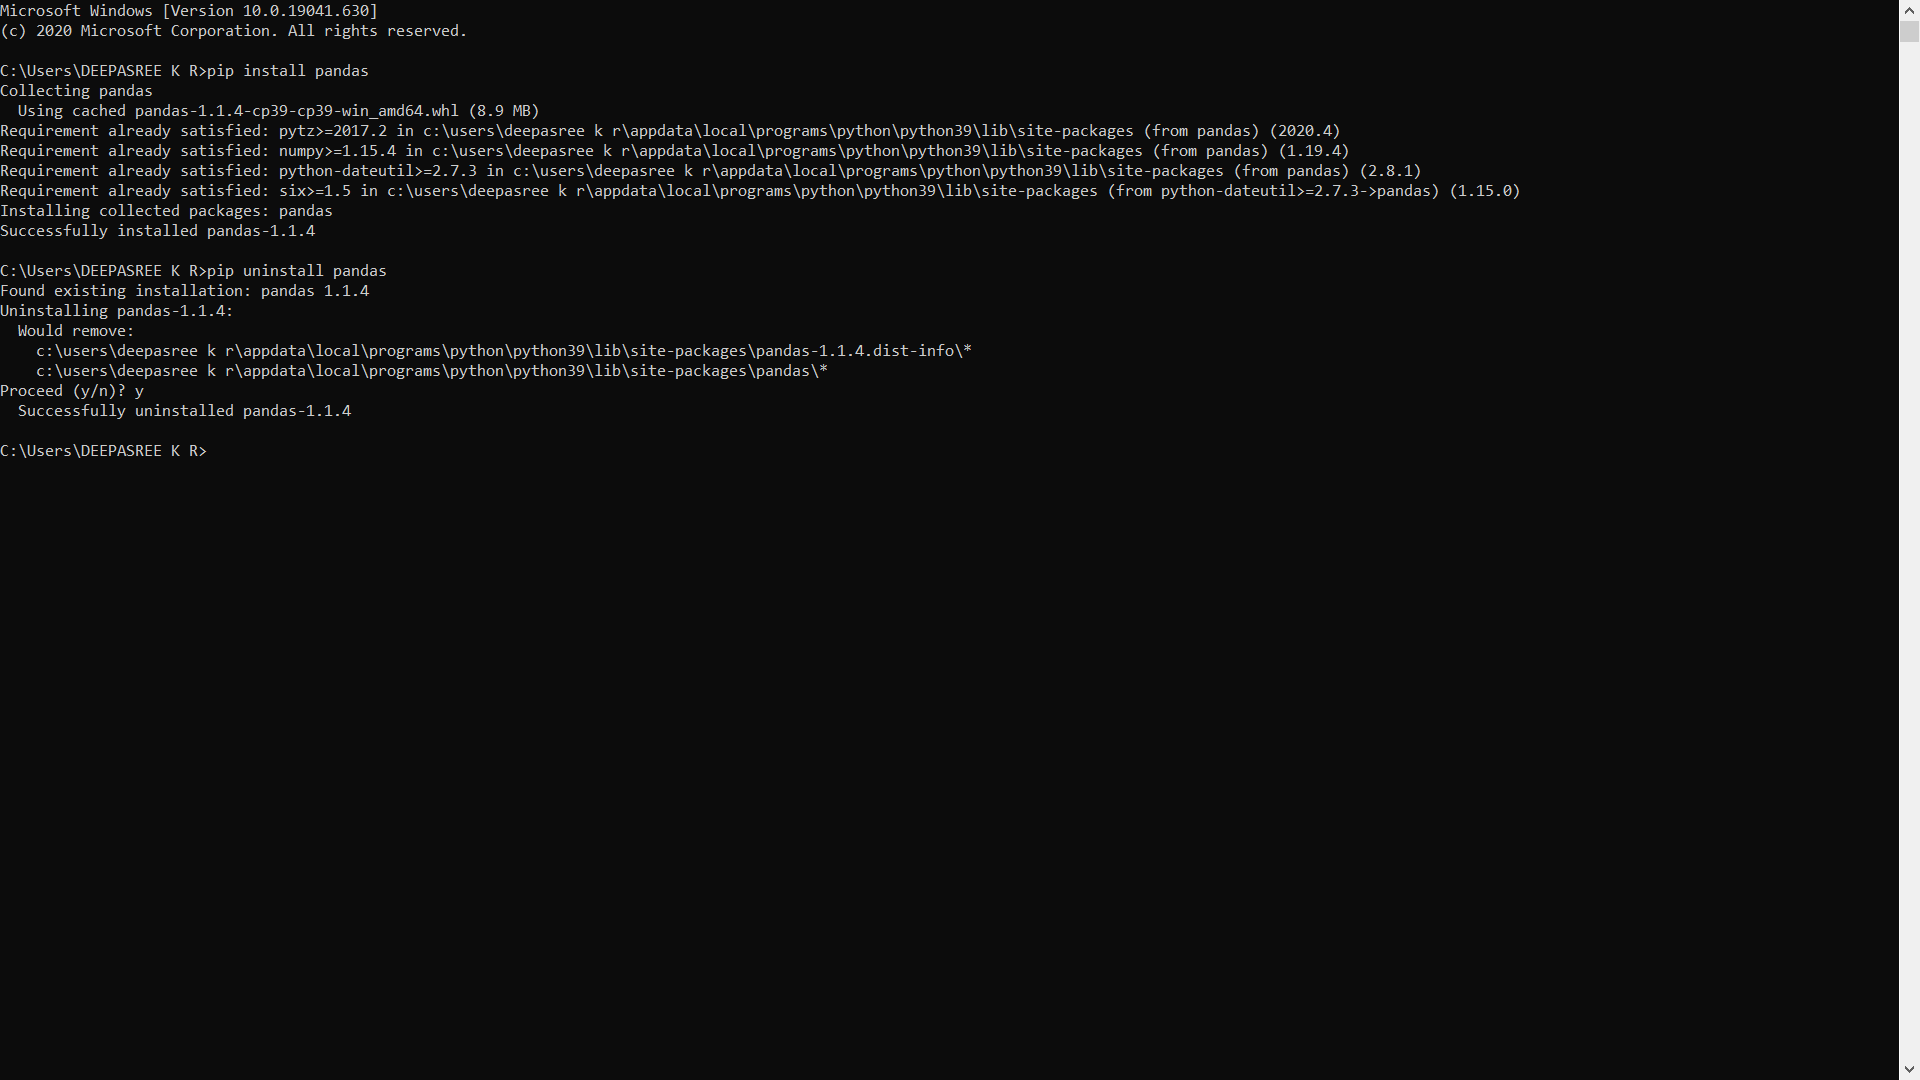 Microsoft Windows [Version 10.0.19041.630]
(c) 2020 Microsoft Corporation. All rights reserved.
C:\Users\DEEPASREE K R>pip install pandas
Collecting pandas
  Using cached pandas-1.1.4-cp39-cp39-win_amd64.whl (8.9 MB)
Requirement already satisfied: pytz>=2017.2 in c:\users\deepasree k r\appdata\local\programs\python\python39\lib\site-packages (from pandas) (2020.4)
Requirement already satisfied: numpy>=1.15.4 in c:\users\deepasree k r\appdata\local\programs\python\python39\lib\site-packages (from pandas) (1.19.4)
Requirement already satisfied: python-dateutil>=2.7.3 in c:\users\deepasree k r\appdata\local\programs\python\python39\lib\site-packages (from pandas) (2.8.1)
Requirement already satisfied: six>=1.5 in c:\users\deepasree k r\appdata\local\programs\python\python39\lib\site-packages (from python-dateutil>=2.7.3->pandas) (1.15.0)
Installing collected packages: pandas
Successfully installed pandas-1.1.4
C:\Users\DEEPASREE K R>pip uninstall pandas
Found existing installation: pandas 1.1.4
Uninstalling pandas-1.1.4:
  Would remove:
    c:\users\deepasree k r\appdata\local\programs\python\python39\lib\site-packages\pandas-1.1.4.dist-info\*
    c:\users\deepasree k r\appdata\local\programs\python\python39\lib\site-packages\pandas\*
Proceed (y/n)? y
  Successfully uninstalled pandas-1.1.4
C:\Users\DEEPASREE K R>